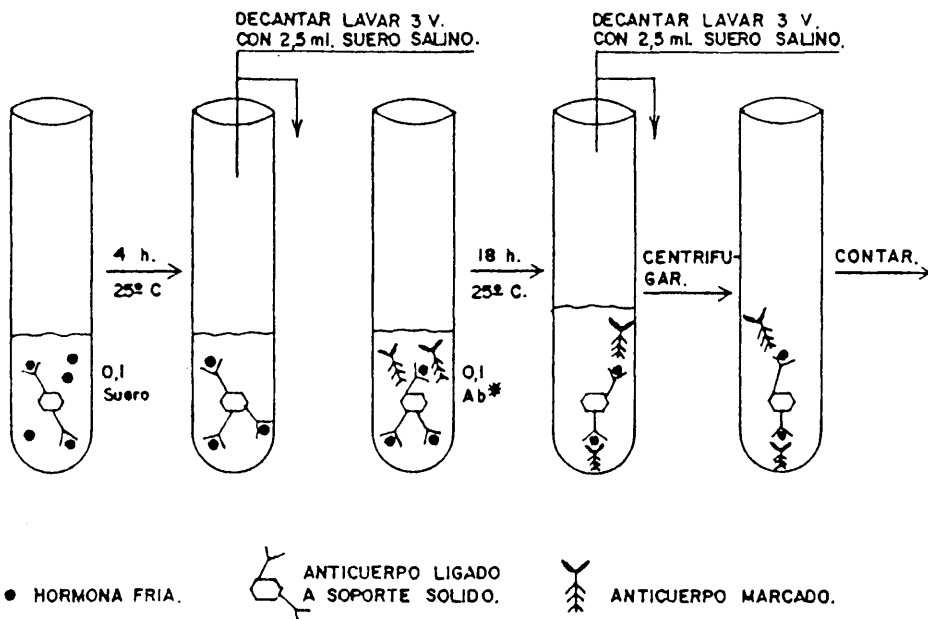 DECANTAR LAVAR 3 V.
CON 2,5 ml. SUERO SALINO.
DECANTAR LAVAR 3 V.
CON 2,5 ml. SUERO SALINO.
4 h.
25º C
0,1
Suero
18 h.
25º C.
0,1
Ab*
CENTRIFU-
GAR.
CONTAR.
HORMONA FRIA.
ANTICUERPO LIGADO
A SOPORTE SOLIDO.
ANTICUERPO MARCADO.